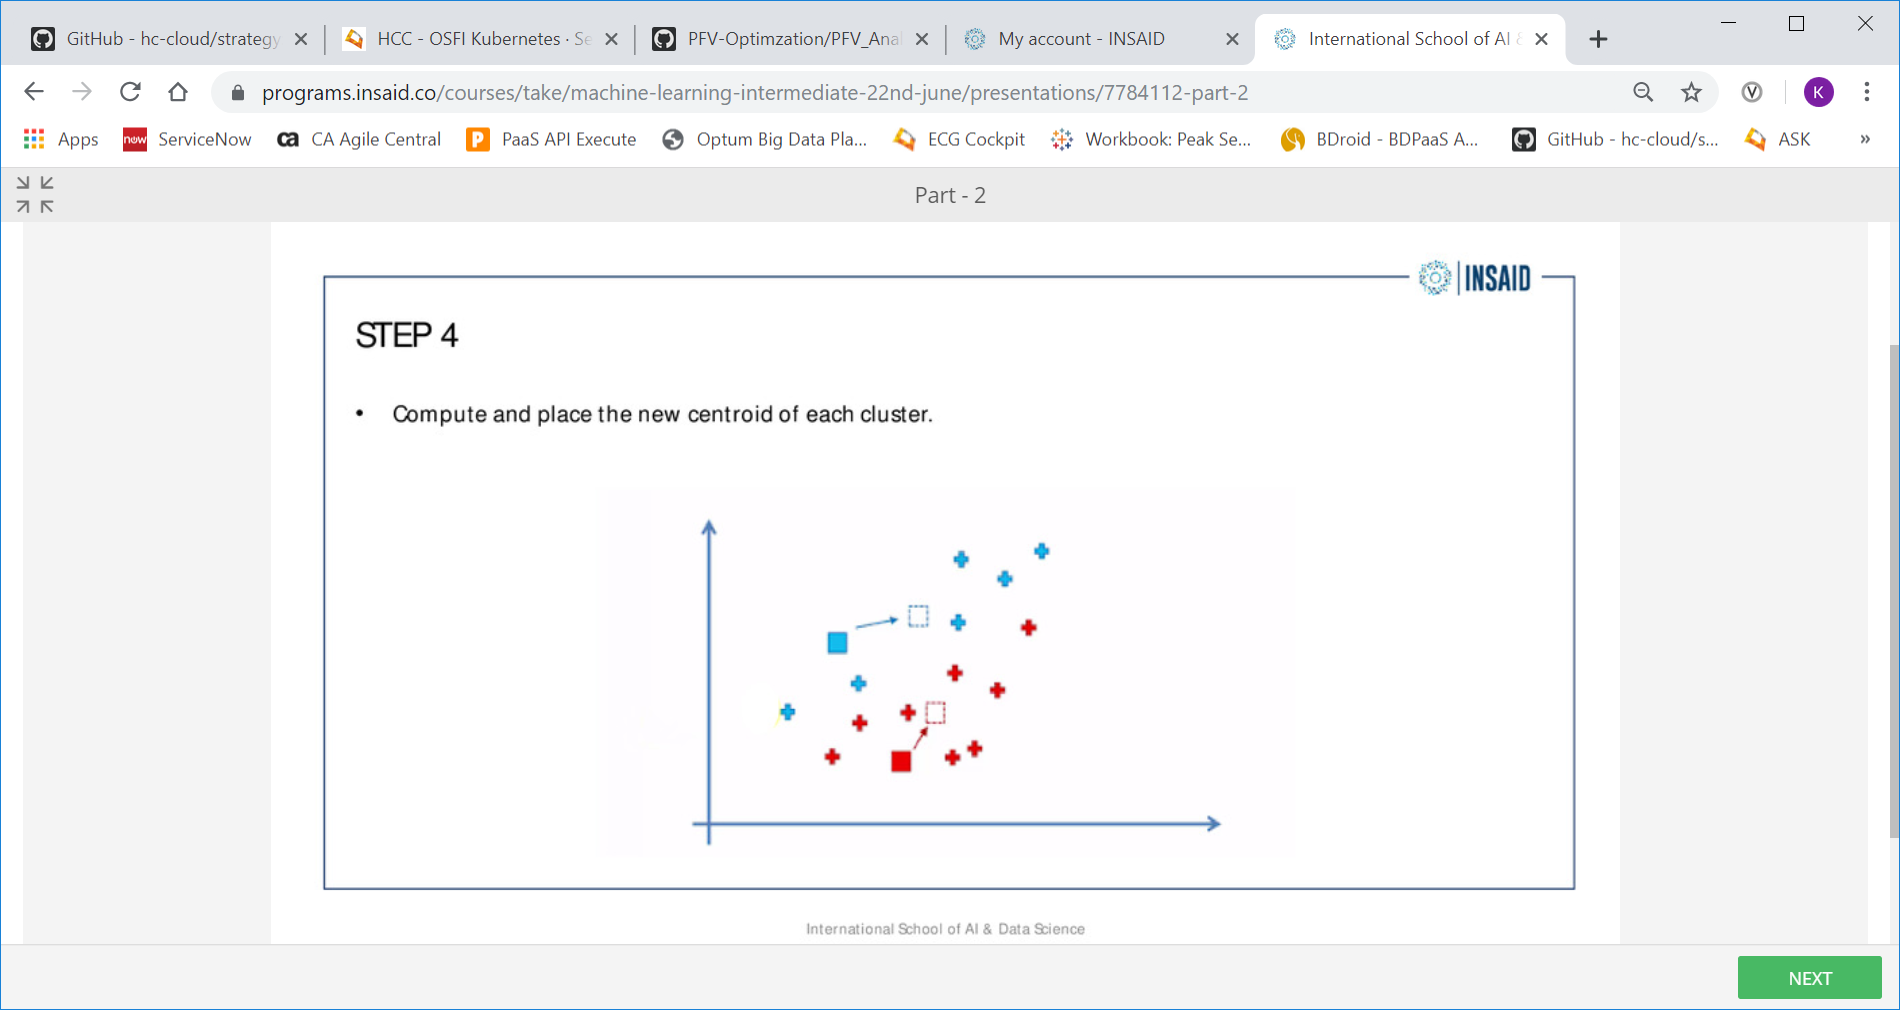 GitHub - hc-cloud/strategy
HCC - OSFI Kubernetes · Se
PFV-Optimzation/PFV_Anal
My account - INSAID
International School of AI &
programs.insaid.co/courses/take/machine-learning-intermediate-22nd-june/presentations/7784112-part-2
K
Apps
now
ServiceNow
ca
CA Agile Central
P
PaaS API Execute
Optum Big Data Pla...
ECG Cockpit
Workbook: Peak Se...
BDroid - BDPaaS A...
GitHub - hc-cloud/s...
ASK
»
Part - 2
INSAID
STEP 4
• Compute and place the new centroid of each cluster.
International School of AI & Data Science
NEXT